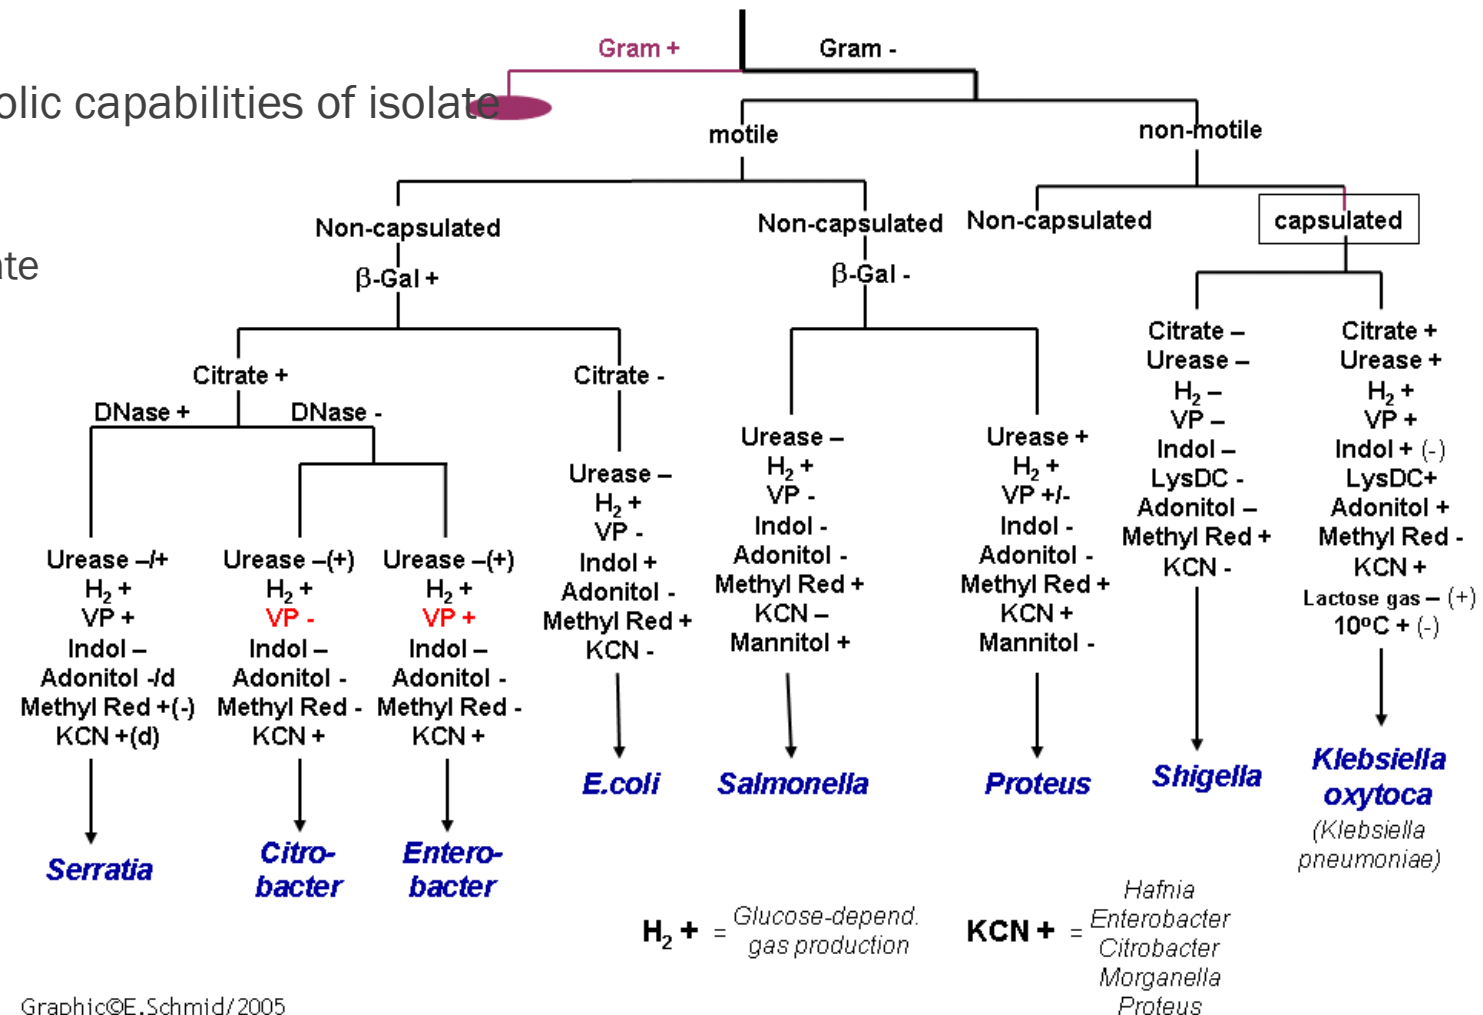 Gram +
Gram -
olic capabilities of isolate
motile
non-motile
Non-capsulated
Non-capsulated
Non-capsulated
capsulated
ate
β-Gal +
β-Gal -
Citrate +
Citrate -
DNase +
DNase -
Urease –/+
H₂ +
VP +
Indol –
Adonitol -/d
Methyl Red +(-)
KCN +(d)
Serratia
Urease –(+)
H₂ +
VP -
Indol –
Adonitol -
Methyl Red -
KCN +
Citro-
bacter
Urease –(+)
H₂ +
VP +
Indol –
Adonitol -
Methyl Red -
KCN +
Entero-
bacter
Urease –
H₂ +
VP -
Indol +
Adonitol -
Methyl Red +
KCN -
E.coli
Urease –
H₂ +
VP -
Indol -
Adonitol -
Methyl Red +
KCN –
Mannitol +
Salmonella
Urease +
H₂ +
VP +/-
Indol -
Adonitol -
Methyl Red +
KCN +
Mannitol -
Proteus
Citrate –
Urease –
H₂ –
VP –
Indol –
LysDC -
Adonitol –
Methyl Red +
KCN -
Shigella
Citrate +
Urease +
H₂ +
VP +
Indol + (-)
LysDC+
Adonitol +
Methyl Red -
KCN +
Lactose gas – (+)
10ºC + (-)
Klebsiella
oxytoca
(Klebsiella
pneumoniae)
H₂ + = Glucose-depend.
gas production
KCN + = Hafnia
Enterobacter
Citrobacter
Morganella
Proteus
Graphic©E.Schmid/2005